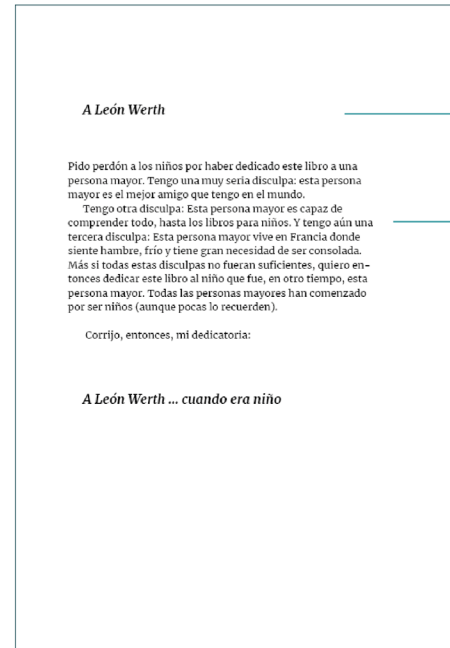 A León Werth
Pido perdón a los niños por haber dedicado este libro a una
persona mayor. Tengo una muy seria disculpa: esta persona
mayor es el mejor amigo que tengo en el mundo.
Tengo otra disculpa: Esta persona mayor es capaz de
comprender todo, hasta los libros para niños. Y tengo aún una
tercera disculpa: Esta persona mayor vive en Francia donde
siente hambre, frío y tiene gran necesidad de ser consolada.
Más si todas estas disculpas no fueran suficientes, quiero en-
tonces dedicar este libro al niño que fue, en otro tiempo, esta
persona mayor. Todas las personas mayores han comenzado
por ser niños (aunque pocas lo recuerden).
Corrijo, entonces, mi dedicatoria:
A León Werth ... cuando era niño